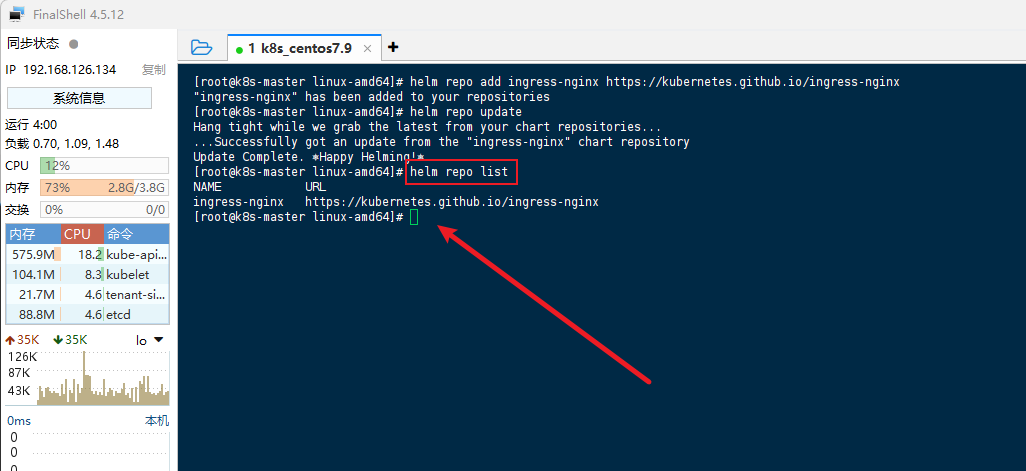 FinalShell 4.5.12
同步状态
IP 192.168.126.134 复制
系统信息
运行 4:00
负载 0.70, 1.09, 1.48
CPU 12%
内存 73% 2.8G/3.8G
交换 0% 0/0
内存 CPU 命令
575.9M 18.2 kube-api...
104.1M 8.3 kubelet
21.7M 4.6 tenant-si...
88.8M 4.6 etcd
35K 35K lo
126K
87K
43K
0ms 本机
0
0
1 k8s_centos7.9 × +
[root@k8s-master linux-amd64]# helm repo add ingress-nginx https://kubernetes.github.io/ingress-nginx
"ingress-nginx" has been added to your repositories
[root@k8s-master linux-amd64]# helm repo update
Hang tight while we grab the latest from your chart repositories...
...Successfully got an update from the "ingress-nginx" chart repository
Update Complete. *Happy Helming!*
[root@k8s-master linux-amd64]# helm repo list
NAME URL
ingress-nginx https://kubernetes.github.io/ingress-nginx
[root@k8s-master linux-amd64]#